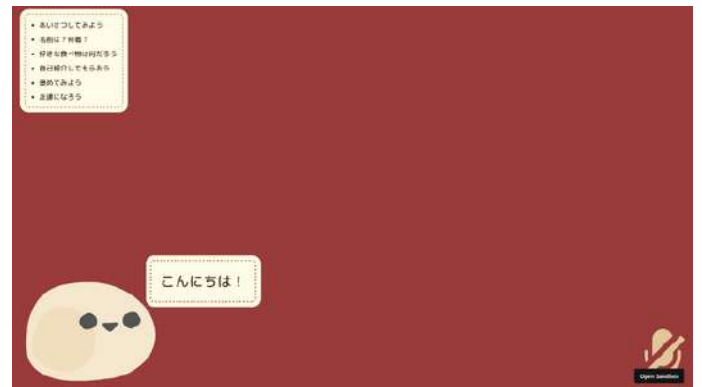 • あいさつしてみよう
• 名前は？何歳？
• 好きな食べ物は何だろう
• 自己紹介してもらおう
• 褒めてみよう
• 友達になろう
こんにちは！
Open Sandbox